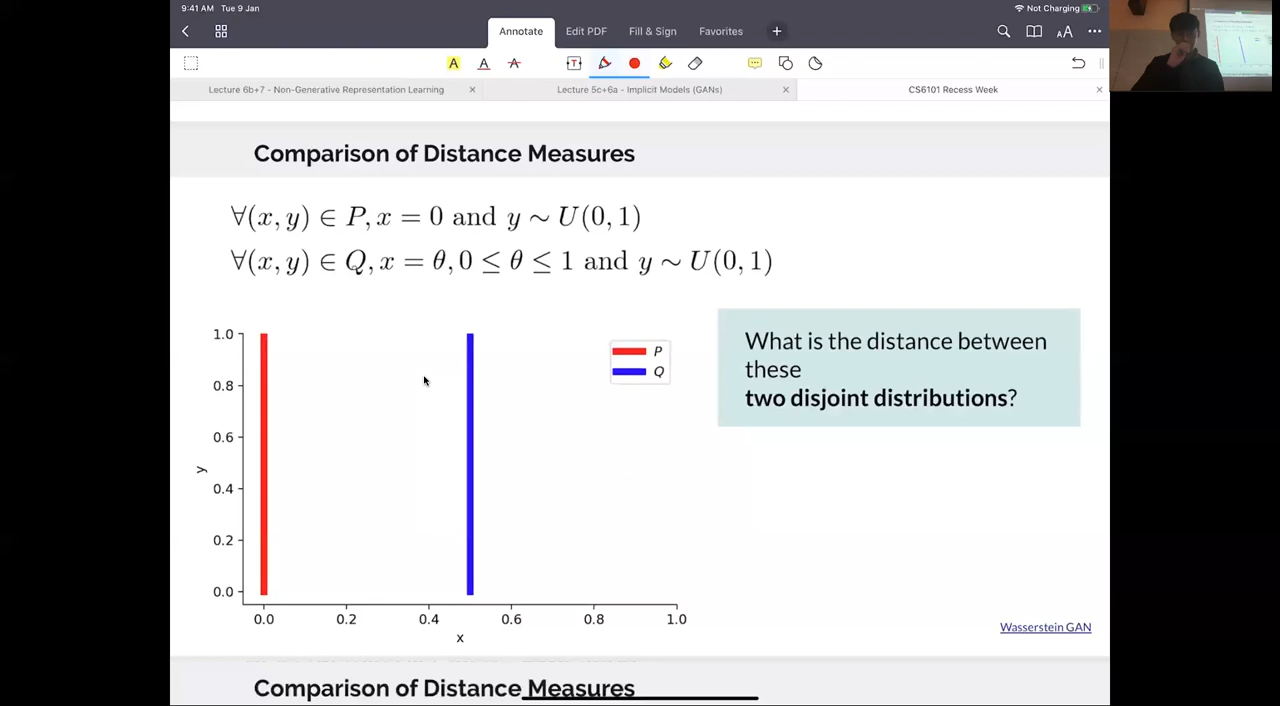 9:41 AM Tue 9 Jan
Not Charging
Annotate
Edit PDF
Fill & Sign
Favorites
+
AA
A A A T
Lecture 6b+7 - Non-Generative Representation Learning
Lecture 5c+6a - Implicit Models (GANs)
CS6101 Recess Week
Comparison of Distance Measures
∀(x, y) ∈ P, x = 0 and y ∼ U(0, 1)
∀(x, y) ∈ Q, x = θ, 0 ≤ θ ≤ 1 and y ∼ U(0, 1)
What is the distance between
these
two disjoint distributions?
P
Q
1.0
0.8
0.6
y
0.4
0.2
0.0
0.0 0.2 0.4 0.6 0.8 1.0
x
Wasserstein GAN
Comparison of Distance Measures